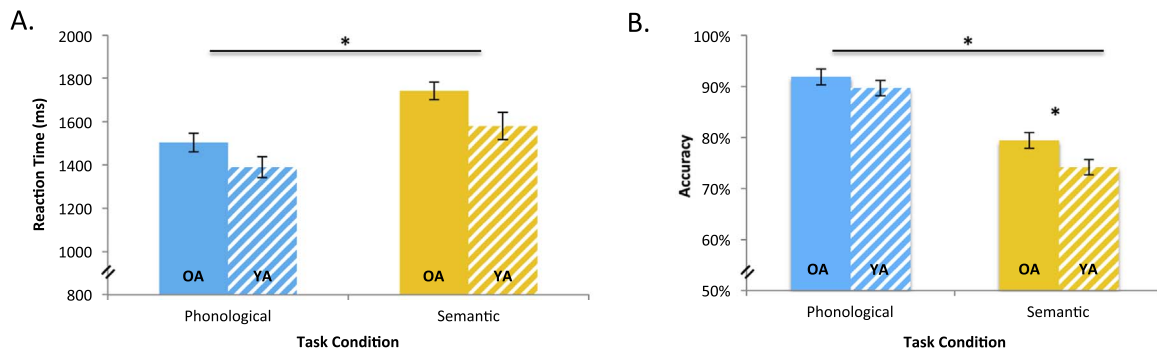 A.
2000
1800
1600
1400
1200
1000
800
Reaction Time (ms)
*
OA
YA
OA
YA
Phonological
Semantic
Task Condition
B.
100%
90%
80%
70%
60%
50%
Accuracy
*
*
OA
YA
OA
YA
Phonological
Semantic
Task Condition